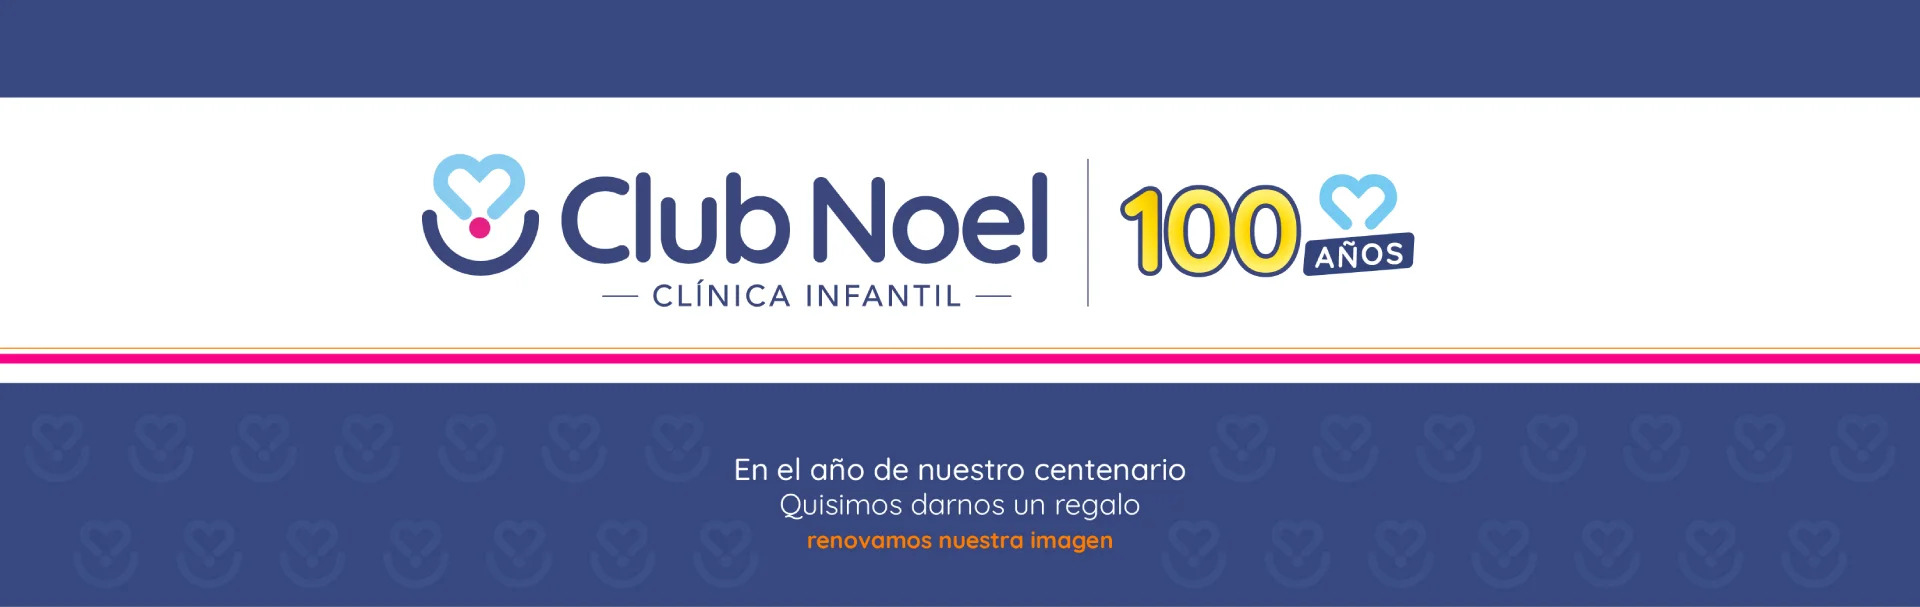 Club Noel
CLÍNICA INFANTIL
100
AÑOS
En el año de nuestro centenario
Quisimos darnos un regalo
renovamos nuestra imagen